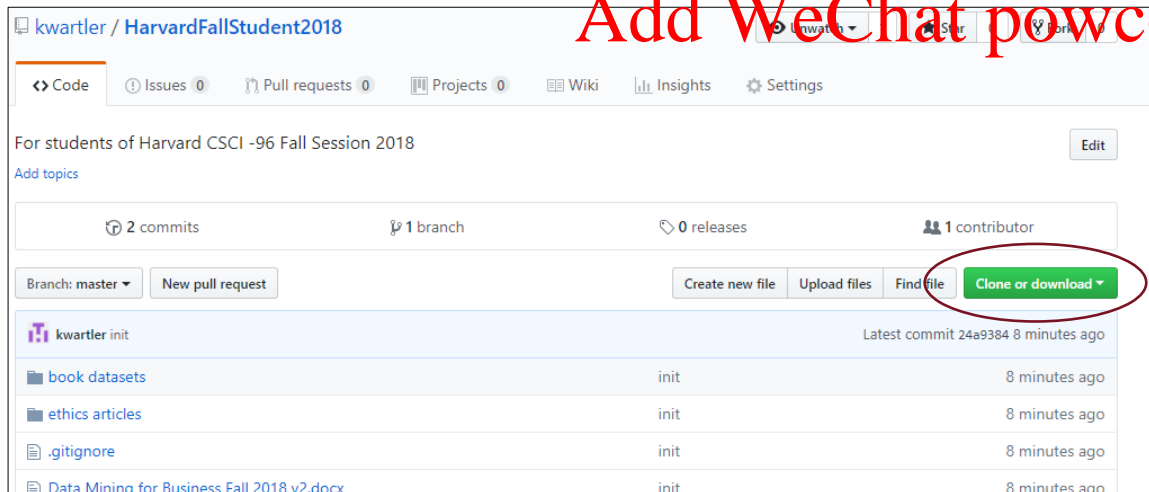 kwartler / HarvardFallStudent2018
Add WeChat powc
Unwatch Star Fork 0
Code Issues 0 Pull requests 0 Projects 0 Wiki Insights Settings
For students of Harvard CSCI -96 Fall Session 2018
Edit
Add topics
2 commits 1 branch 0 releases 1 contributor
Branch: master New pull request Create new file Upload files Find file Clone or download
kwartler init Latest commit 24a9384 8 minutes ago
book datasets init 8 minutes ago
ethics articles init 8 minutes ago
.gitignore init 8 minutes ago
Data Mining for Business Fall 2018 v2.docx init 8 minutes ago